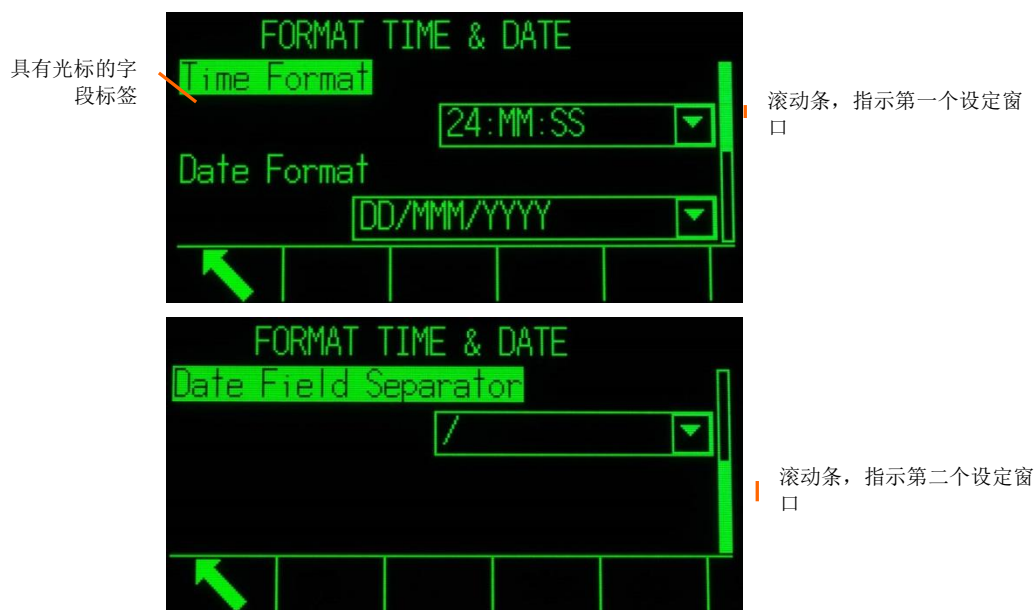 FORMAT TIME & DATE
具有光标的字
段标签
Time Format
24:MM:SS
滚动条，指示第一个设定窗
口
Date Format
DD/MMM/YYYY
FORMAT TIME & DATE
Date Field Separator
/
滚动条，指示第二个设定窗
口